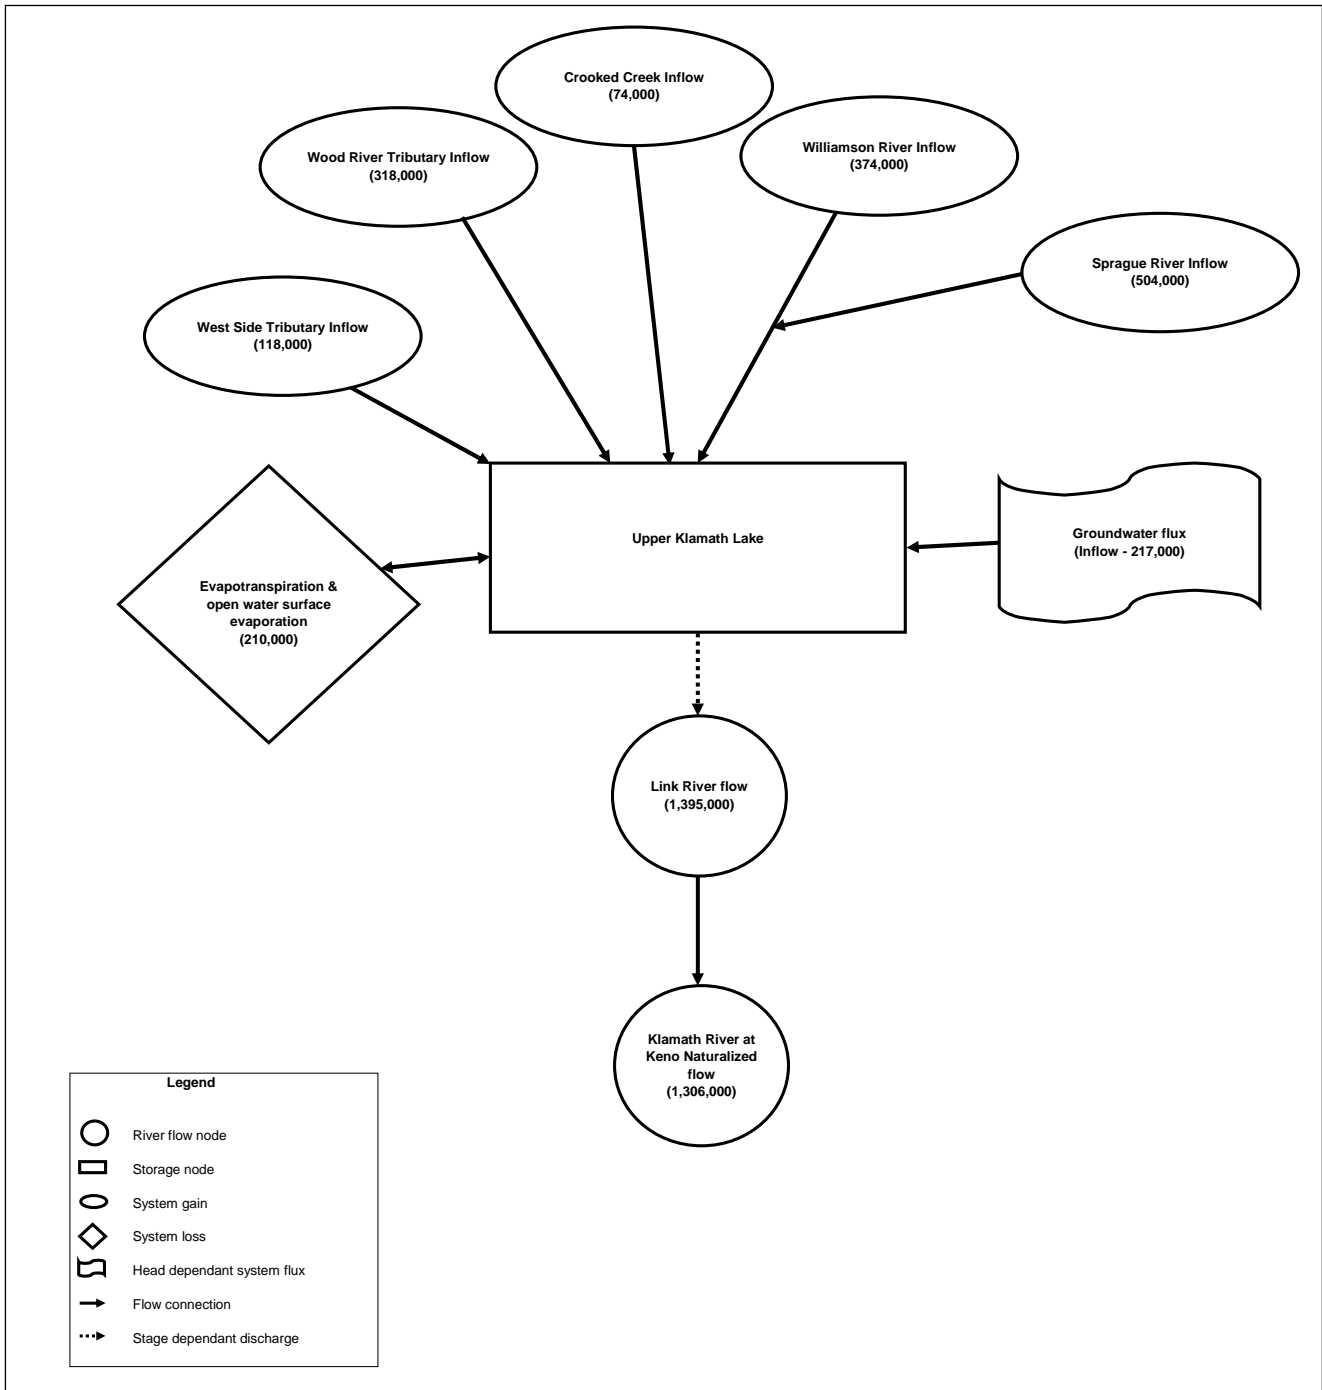 Crooked Creek Inflow
(74,000)
Wood River Tributary Inflow
(318,000)
Williamson River Inflow
(374,000)
Sprague River Inflow
(504,000)
West Side Tributary Inflow
(118,000)
Upper Klamath Lake
Groundwater flux
(Inflow - 217,000)
Evapotranspiration &
open water surface
evaporation
(210,000)
Link River flow
(1,395,000)
Klamath River at
Keno Naturalized
flow
(1,306,000)
Legend
River flow node
Storage node
System gain
System loss
Head dependant system flux
Flow connection
Stage dependant discharge